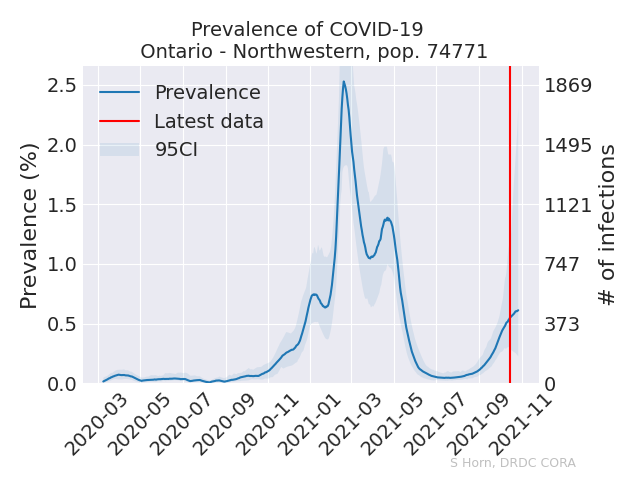 Prevalence of COVID-19
Ontario - Northwestern, pop. 74771
Prevalence (%)
2.5
2.0
1.5
1.0
0.5
0.0
Prevalence
Latest data
95CI
1869
1495
1121
747
373
0
# of infections
2020-03
2020-05
2020-07
2020-09
2020-11
2021-01
2021-03
2021-05
2021-07
2021-09
2021-11
S Horn, DRDC CORA